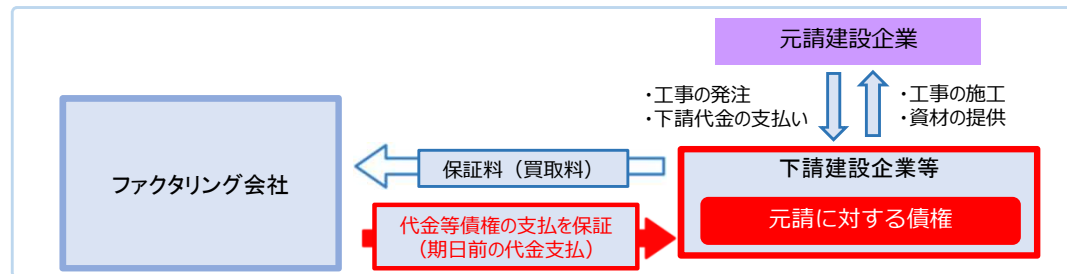 元請建設企業
・工事の発注
・下請代金の支払い
・工事の施工
・資材の提供
ファクタリング会社
保証料（買取料）
下請建設企業等
元請に対する債権
代金等債権の支払を保証
（期日前の代金支払）